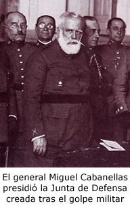 El general Miguel Cabanellas
presidió la Junta de Defensa
creada tras el golpe militar